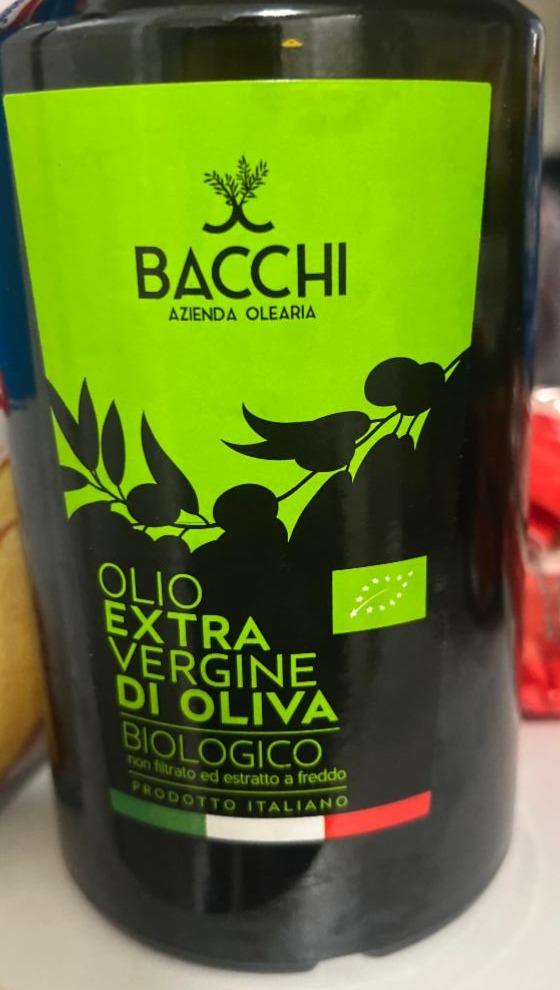 BACCHI
AZIENDA OLEARIA
OLIO
EXTRA
VERGINE
DI OLIVA
BIOLOGICO
non filtrato ed estratto a freddo
PRODOTTO ITALIANO